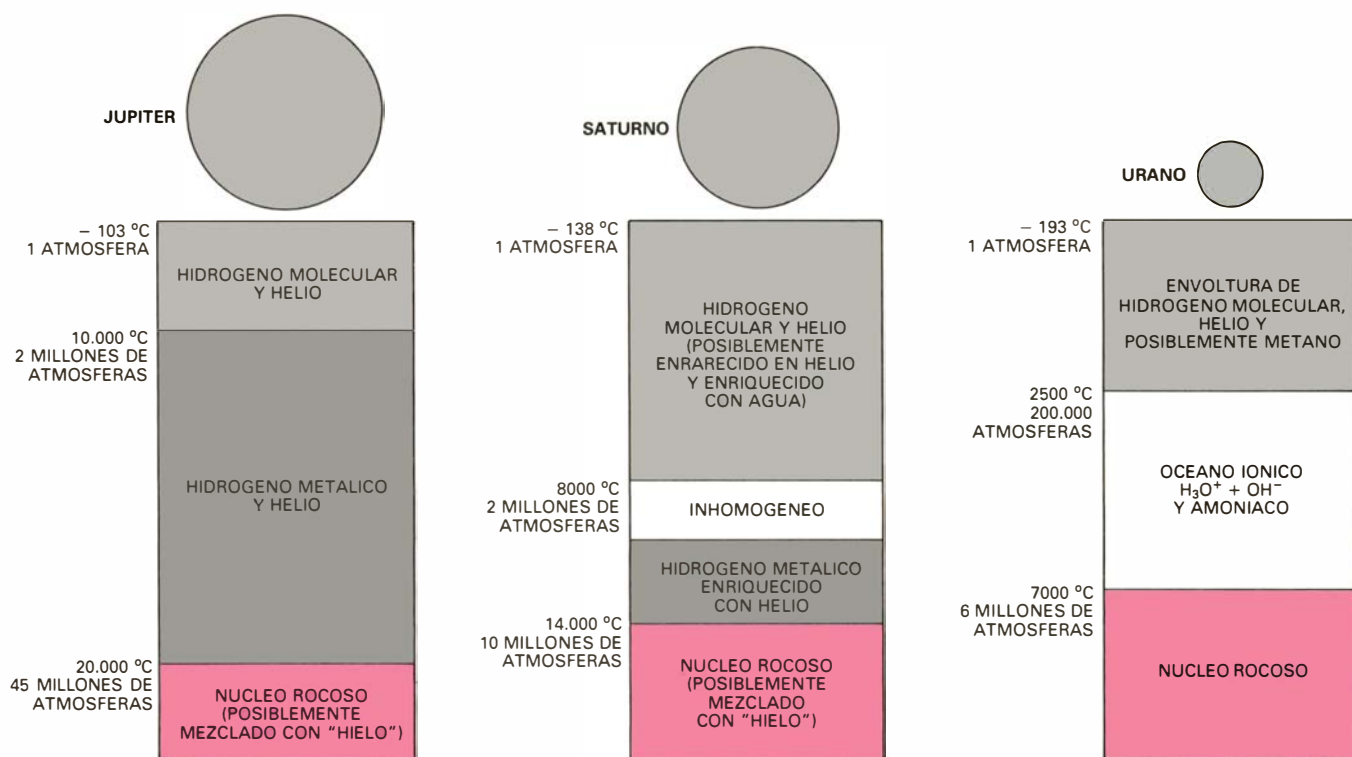 JUPITER
− 103 °C
1 ATMOSFERA
HIDROGENO MOLECULAR
Y HELIO
10.000 °C
2 MILLONES DE
ATMOSFERAS
HIDROGENO METALICO
Y HELIO
20.000 °C
45 MILLONES DE
ATMOSFERAS
NUCLEO ROCOSO
(POSIBLEMENTE
MEZCLADO CON "HIELO")
SATURNO
− 138 °C
1 ATMOSFERA
HIDROGENO
MOLECULAR Y HELIO
(POSIBLEMENTE
ENRARECIDO EN HELIO
Y ENRIQUECIDO
CON AGUA)
8000 °C
2 MILLONES DE
ATMOSFERAS
INHOMOGENEO
HIDROGENO METALICO
ENRIQUECIDO
CON HELIO
14.000 °C
10 MILLONES DE
ATMOSFERAS
NUCLEO ROCOSO
(POSIBLEMENTE
MEZCLADO
CON "HIELO")
URANO
− 193 °C
1 ATMOSFERA
ENVOLTURA DE
HIDROGENO MOLECULAR,
HELIO Y
POSIBLEMENTE METANO
2500 °C
200.000
ATMOSFERAS
OCEANO IONICO
H₃O⁺ + OH⁻
Y AMONIACO
7000 °C
6 MILLONES DE
ATMOSFERAS
NUCLEO ROCOSO